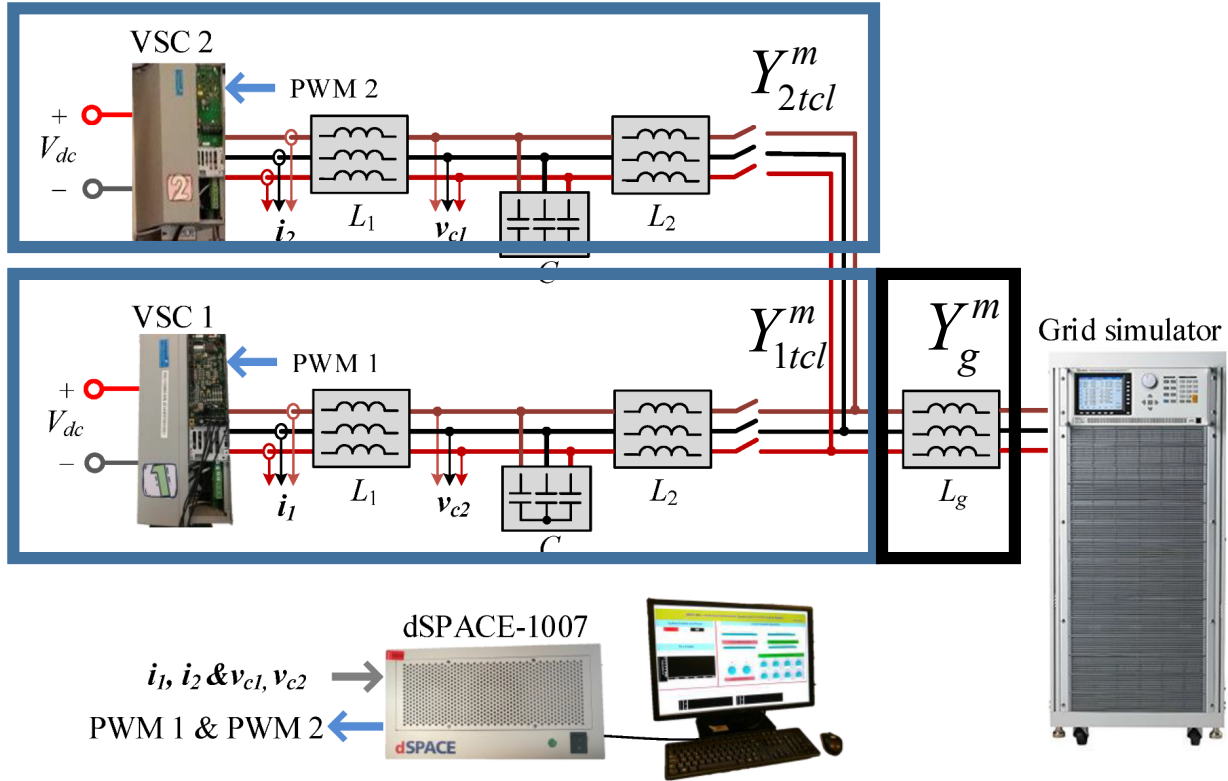 VSC 2
PWM 2
+
V_dc
−
2
i_2
L_1
v_c1
C
L_2
Y^m_2tcl
VSC 1
PWM 1
+
V_dc
−
1
i_1
L_1
v_c2
C
L_2
Y^m_1tcl
Y^m_g
L_g
Grid simulator
dSPACE-1007
i_1, i_2 & v_c1, v_c2
PWM 1 & PWM 2
dSPACE